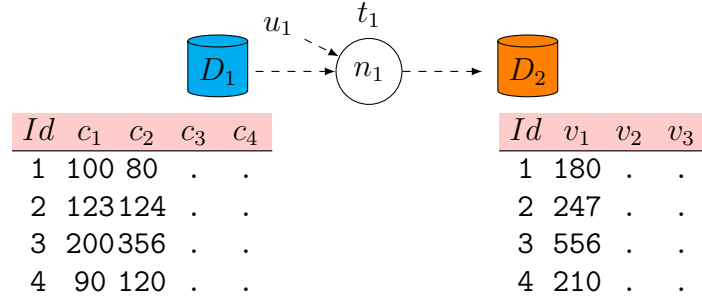 u₁ t₁
D₁ n₁ D₂
Id c₁ c₂ c₃ c₄ Id v₁ v₂ v₃
1 100 80 . . 1 180 . .
2 123 124 . . 2 247 . .
3 200 356 . . 3 556 . .
4 90 120 . . 4 210 . .